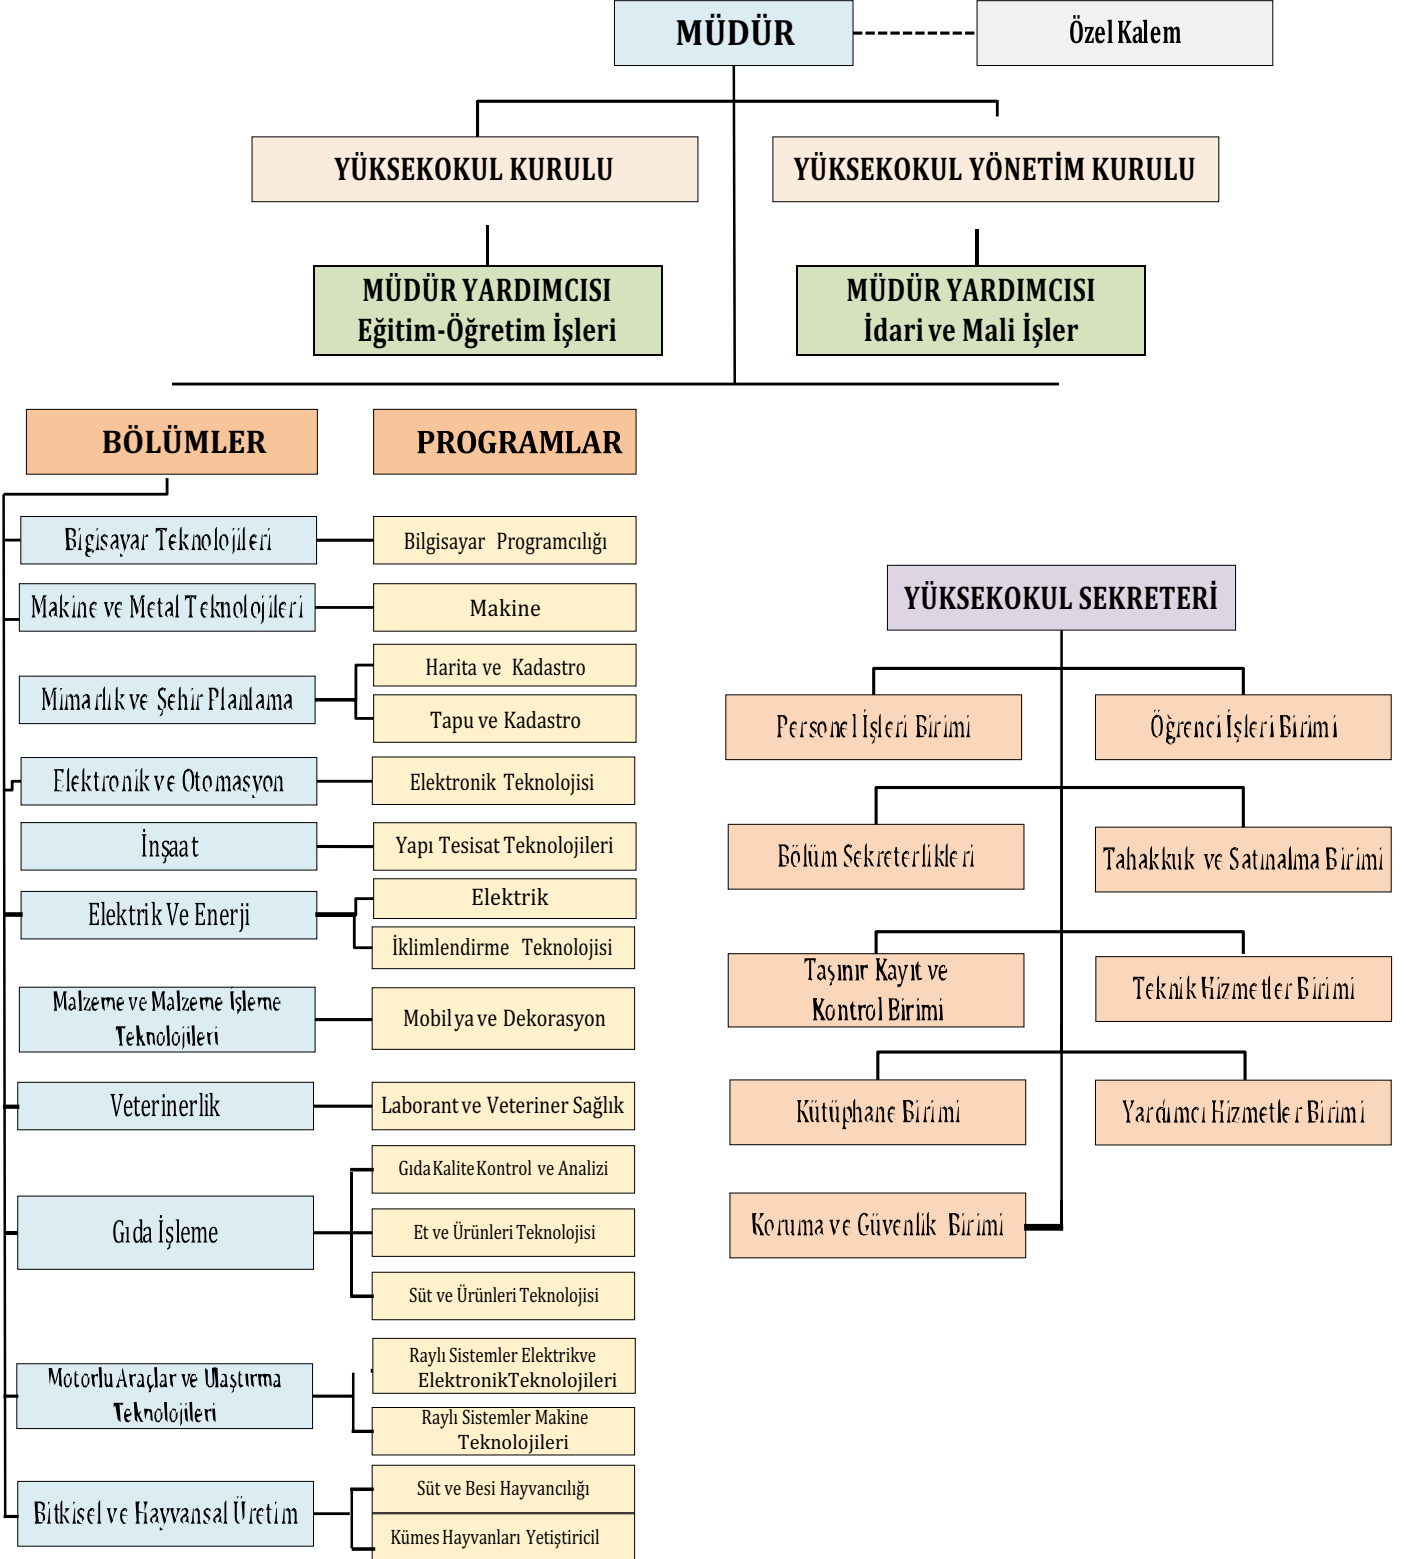 MÜDÜR
Özel Kalem
YÜKSEKOKUL KURULU
YÜKSEKOKUL YÖNETİM KURULU
MÜDÜR YARDIMCISI
Eğitim-Öğretim İşleri
MÜDÜR YARDIMCISI
İdari ve Mali İşler
BÖLÜMLER
PROGRAMLAR
Bigisayar Teknolojileri
Bilgisayar Programcılığı
Makine ve Metal Teknolojileri
Makine
Mimarlık ve Şehir Planlama
Harita ve Kadastro
Tapu ve Kadastro
Elektronik ve Otomasyon
Elektronik Teknolojisi
İnşaat
Yapı Tesisat Teknolojileri
Elektrik Ve Enerji
Elektrik
İklimlendirme Teknolojisi
Malzeme ve Malzeme İşleme
Teknolojileri
Mobilya ve Dekorasyon
Veterinerlik
Laborant ve Veteriner Sağlık
Gıda İşleme
Gıda Kalite Kontrol ve Analizi
Et ve Ürünleri Teknolojisi
Süt ve Ürünleri Teknolojisi
Motorlu Araçlar ve Ulaştırma
Teknolojileri
Raylı Sistemler Elektrikve
ElektronikTeknolojileri
Raylı Sistemler Makine
Teknolojileri
Bitkisel ve Hayvansal Üretim
Süt ve Besi Hayvancılığı
Kümes Hayvanları Yetiştiricil
YÜKSEKOKUL SEKRETERİ
Personel İşleri Birimi
Öğrenci İşleri Birimi
Bölüm Sekreterlikleri
Tahakkuk ve Satınalma Birimi
Taşınır Kayıt ve
Kontrol Birimi
Teknik Hizmetler Birimi
Kütüphane Birimi
Yardımcı Hizmetler Birimi
Koruma ve Güvenlik Birimi